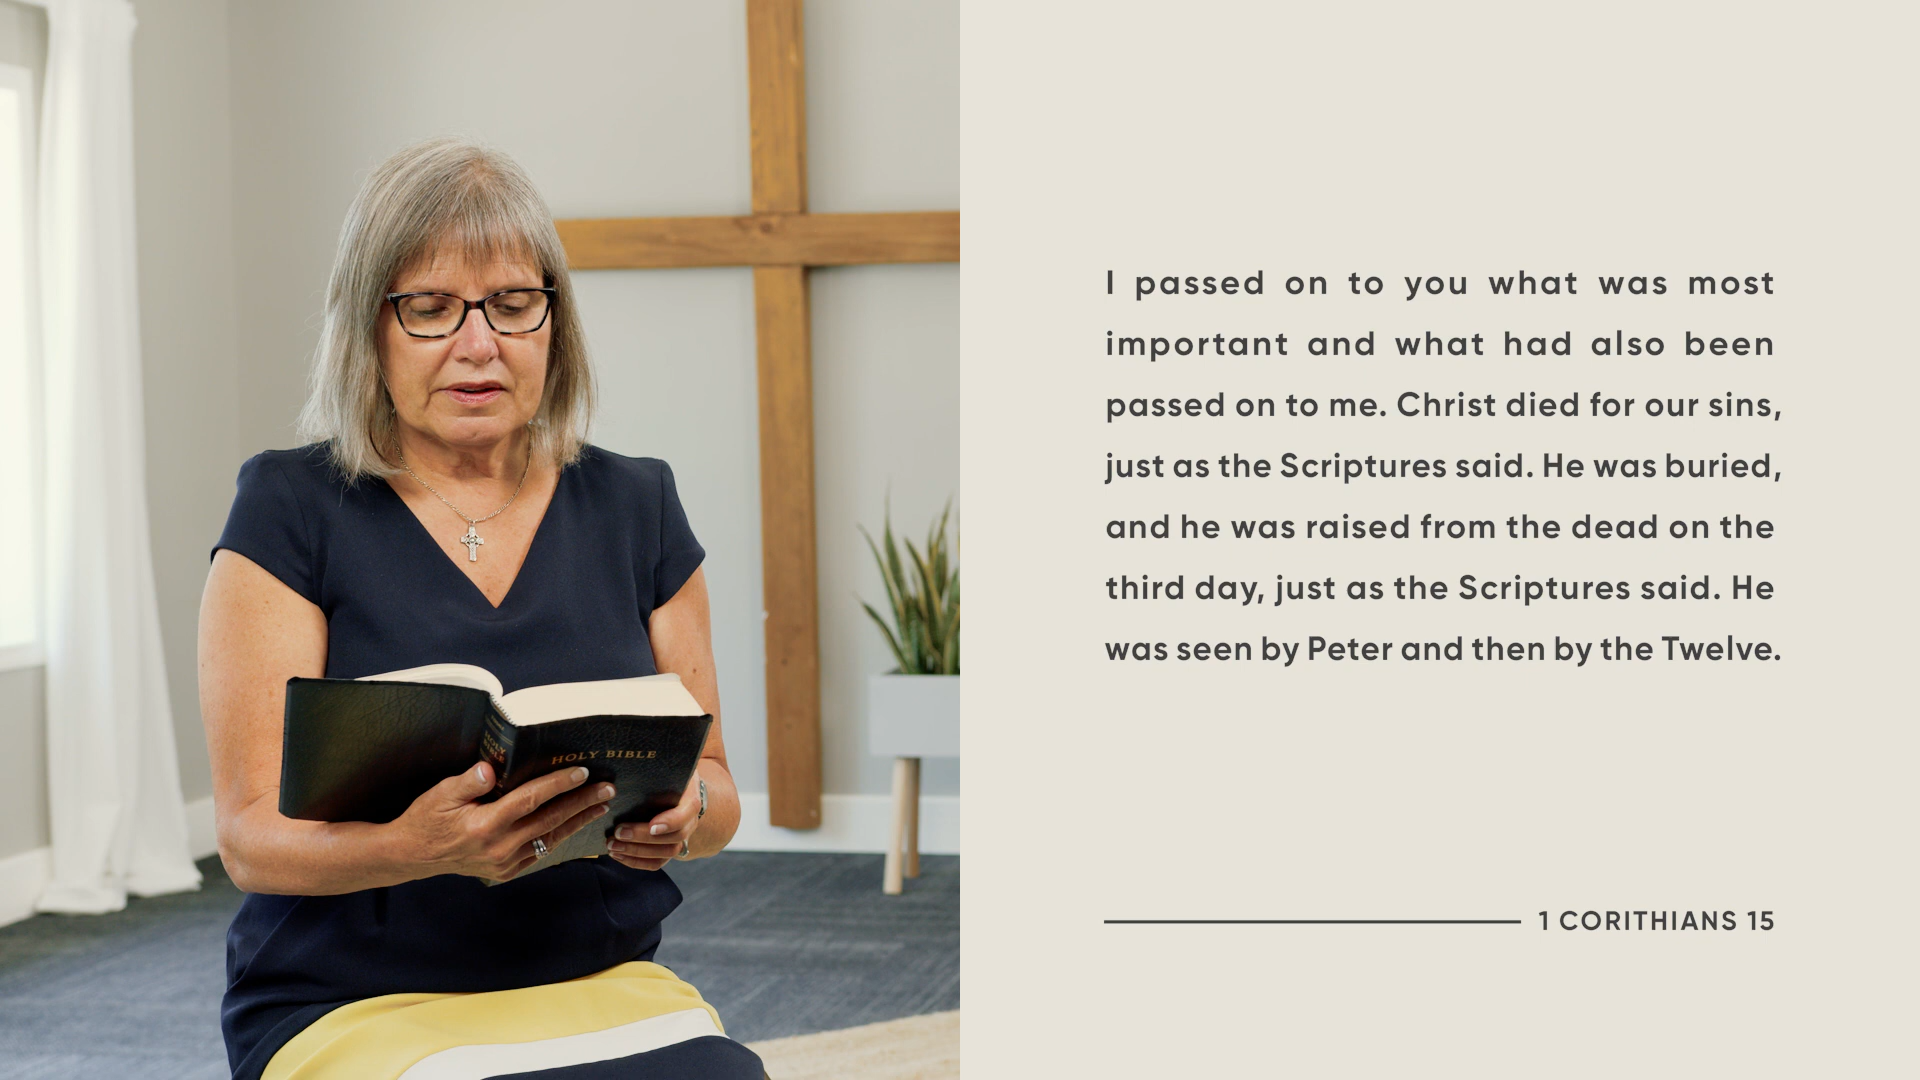 HOLY BIBLE
HOLY BIBLE
I passed on to you what was most
important and what had also been
passed on to me. Christ died for our sins,
just as the Scriptures said. He was buried,
and he was raised from the dead on the
third day, just as the Scriptures said. He
was seen by Peter and then by the Twelve.
1 CORITHIANS 15